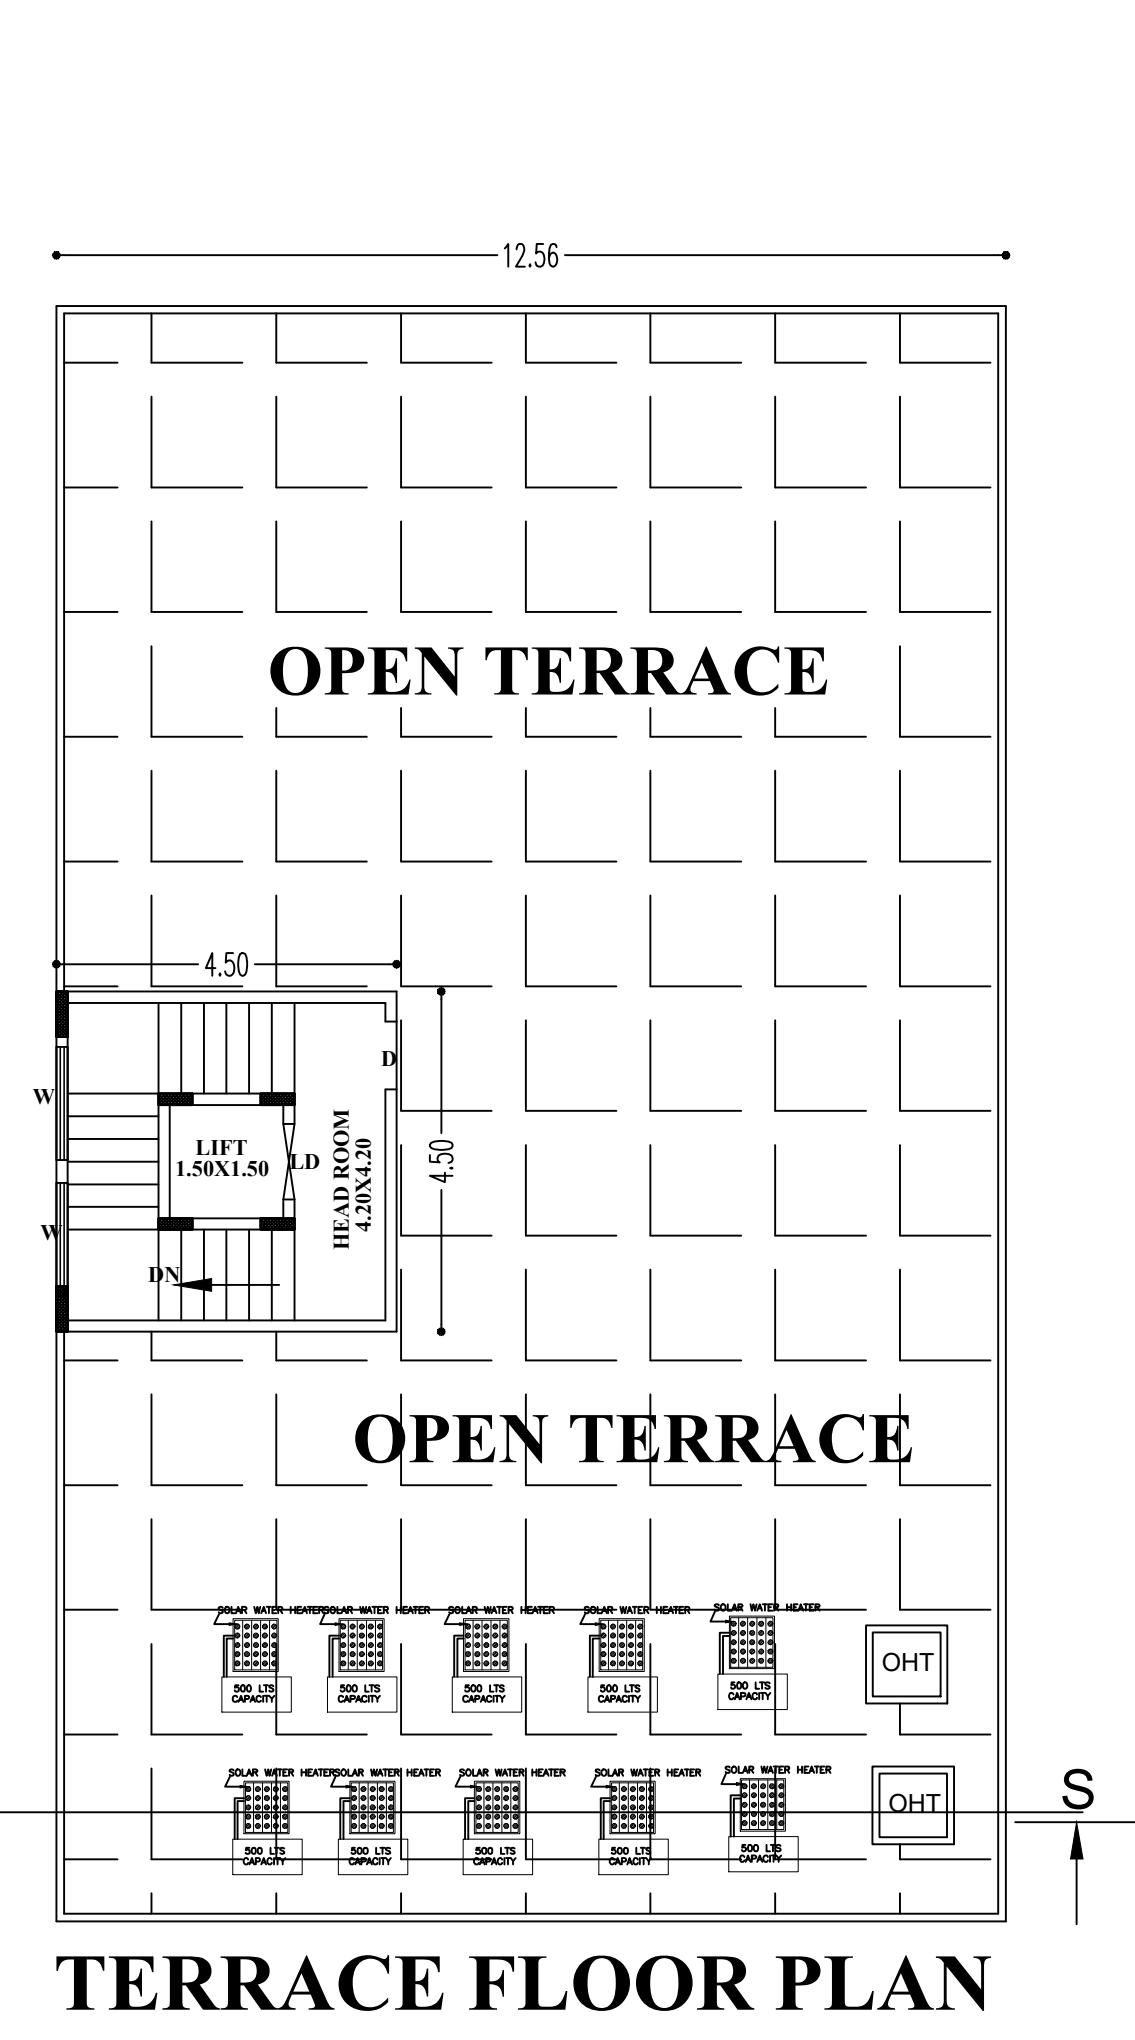 12.56
OPEN TERRACE
4.50
D
W
LIFT
1.50X1.50
LD
HEAD ROOM
4.20X4.20
4.50
W
DN
OPEN TERRACE
SOLAR WATER HEATER
SOLAR WATER HEATER
SOLAR WATER HEATER
SOLAR WATER HEATER
SOLAR WATER HEATER
OHT
500 LTS
CAPACITY
500 LTS
CAPACITY
500 LTS
CAPACITY
500 LTS
CAPACITY
500 LTS
CAPACITY
SOLAR WATER HEATER
SOLAR WATER HEATER
SOLAR WATER HEATER
SOLAR WATER HEATER
SOLAR WATER HEATER
OHT
S
500 LTS
CAPACITY
500 LTS
CAPACITY
500 LTS
CAPACITY
500 LTS
CAPACITY
500 LTS
CAPACITY
TERRACE FLOOR PLAN